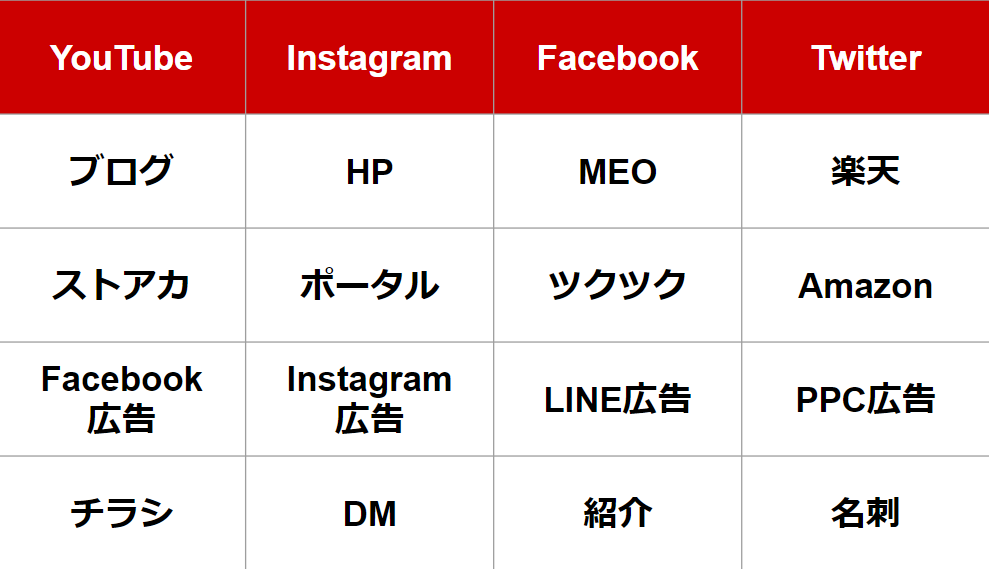 YouTube
Instagram
Facebook
Twitter
ブログ
HP
MEO
楽天
ストアカ
ポータル
ツクツク
Amazon
Facebook
広告
Instagram
広告
LINE広告
PPC広告
チラシ
DM
紹介
名刺